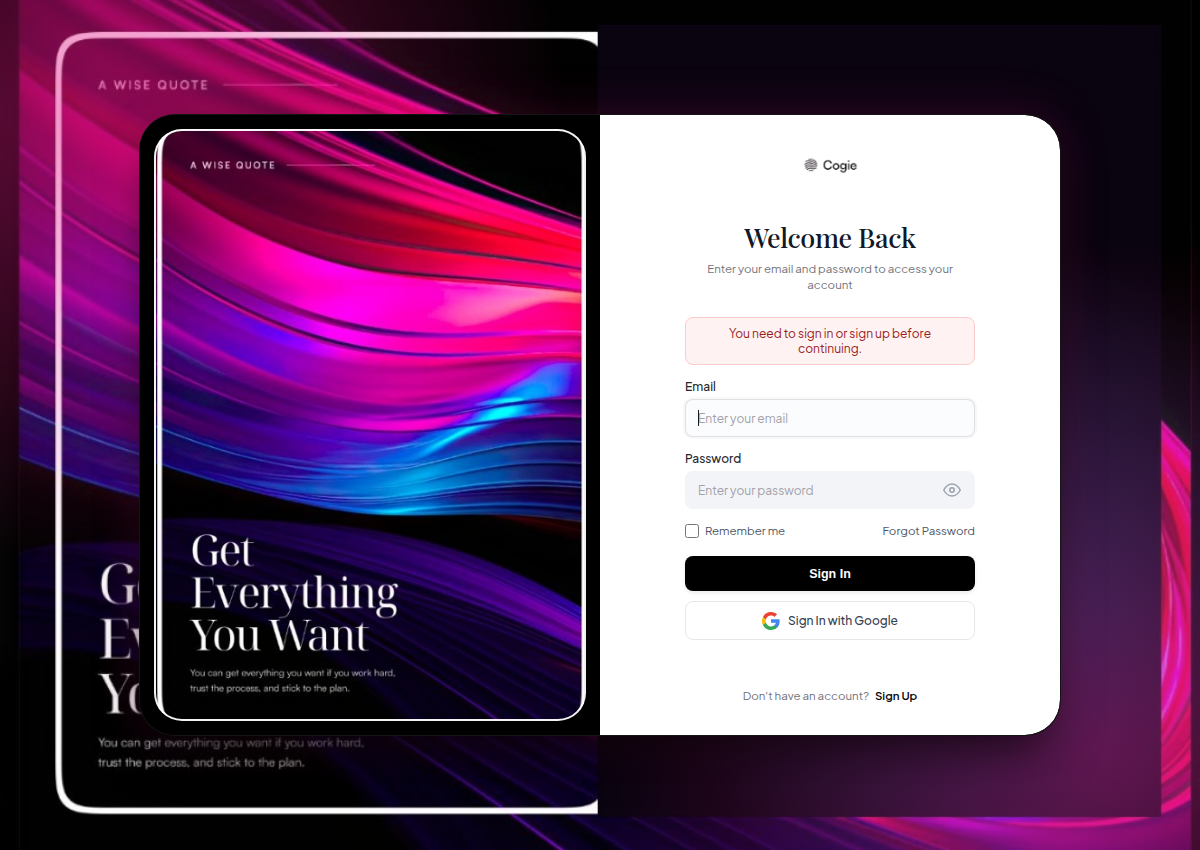 A WISE QUOTE
A WISE QUOTE
Get
Everything
You Want
You can get everything you want if you work hard,
trust the process, and stick to the plan.
You can get everything you want if you work hard,
trust the process, and stick to the plan.
Cogie
Welcome Back
Enter your email and password to access your
account
You need to sign in or sign up before
continuing.
Email
Enter your email
Password
Enter your password
Remember me
Forgot Password
Sign In
Sign In with Google
Don't have an account? Sign Up